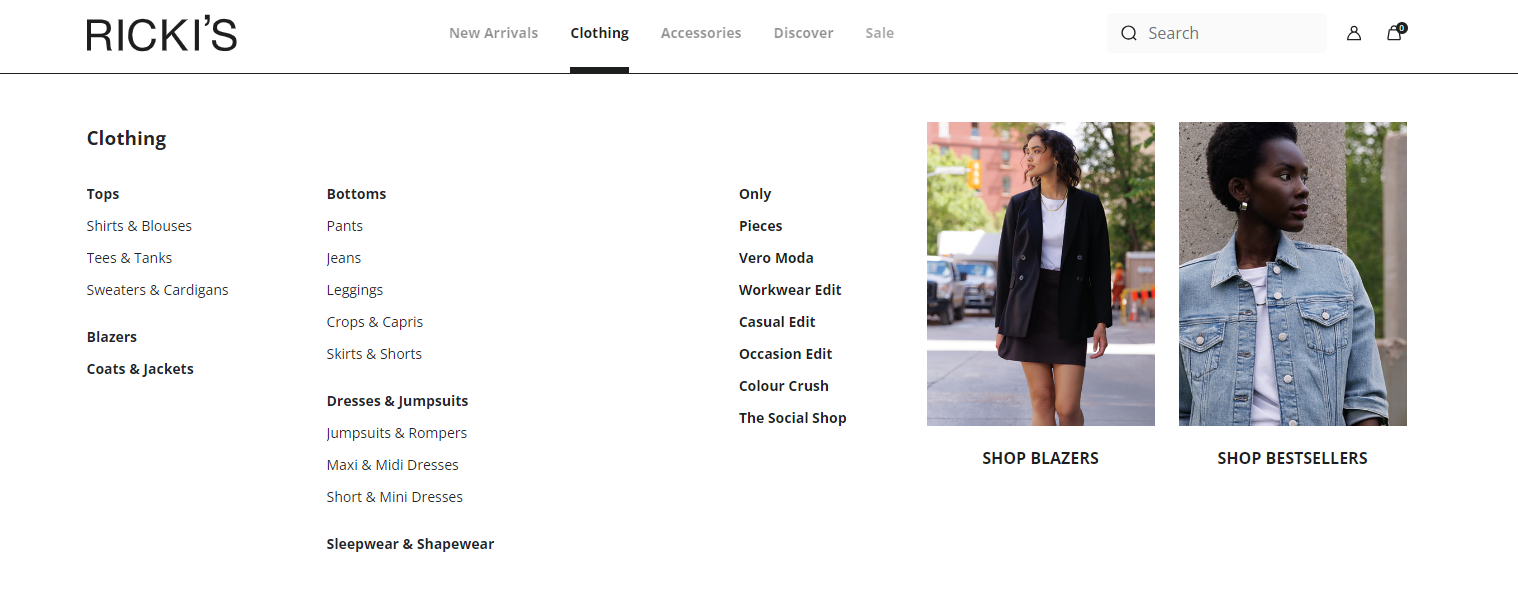 RICKI'S
New Arrivals
Clothing
Accessories
Discover
Sale
Search
0
Clothing
Tops
Shirts & Blouses
Tees & Tanks
Sweaters & Cardigans
Blazers
Coats & Jackets
Bottoms
Pants
Jeans
Leggings
Crops & Capris
Skirts & Shorts
Dresses & Jumpsuits
Jumpsuits & Rompers
Maxi & Midi Dresses
Short & Mini Dresses
Sleepwear & Shapewear
Only
Pieces
Vero Moda
Workwear Edit
Casual Edit
Occasion Edit
Colour Crush
The Social Shop
SHOP BLAZERS
SHOP BESTSELLERS